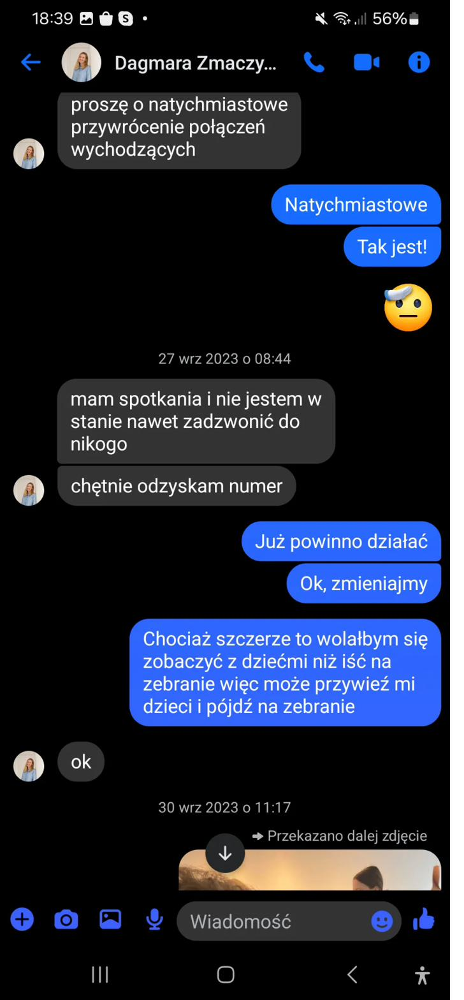 18:39
56%
Dagmara Zmaczy...
proszę o natychmiastowe
przywrócenie połączeń
wychodzących
Natychmiastowe
Tak jest!
27 wrz 2023 o 08:44
mam spotkania i nie jestem w
stanie nawet zadzwonić do
nikogo
chętnie odzyskam numer
Już powinno działać
Ok, zmieniajmy
Chociaż szczerze to wolałbym się
zobaczyć z dziećmi niż iść na
zebranie więc może przywieź mi
dzieci i pójdź na zebranie
ok
30 wrz 2023 o 11:17
Przekazano dalej zdjęcie
Wiadomość